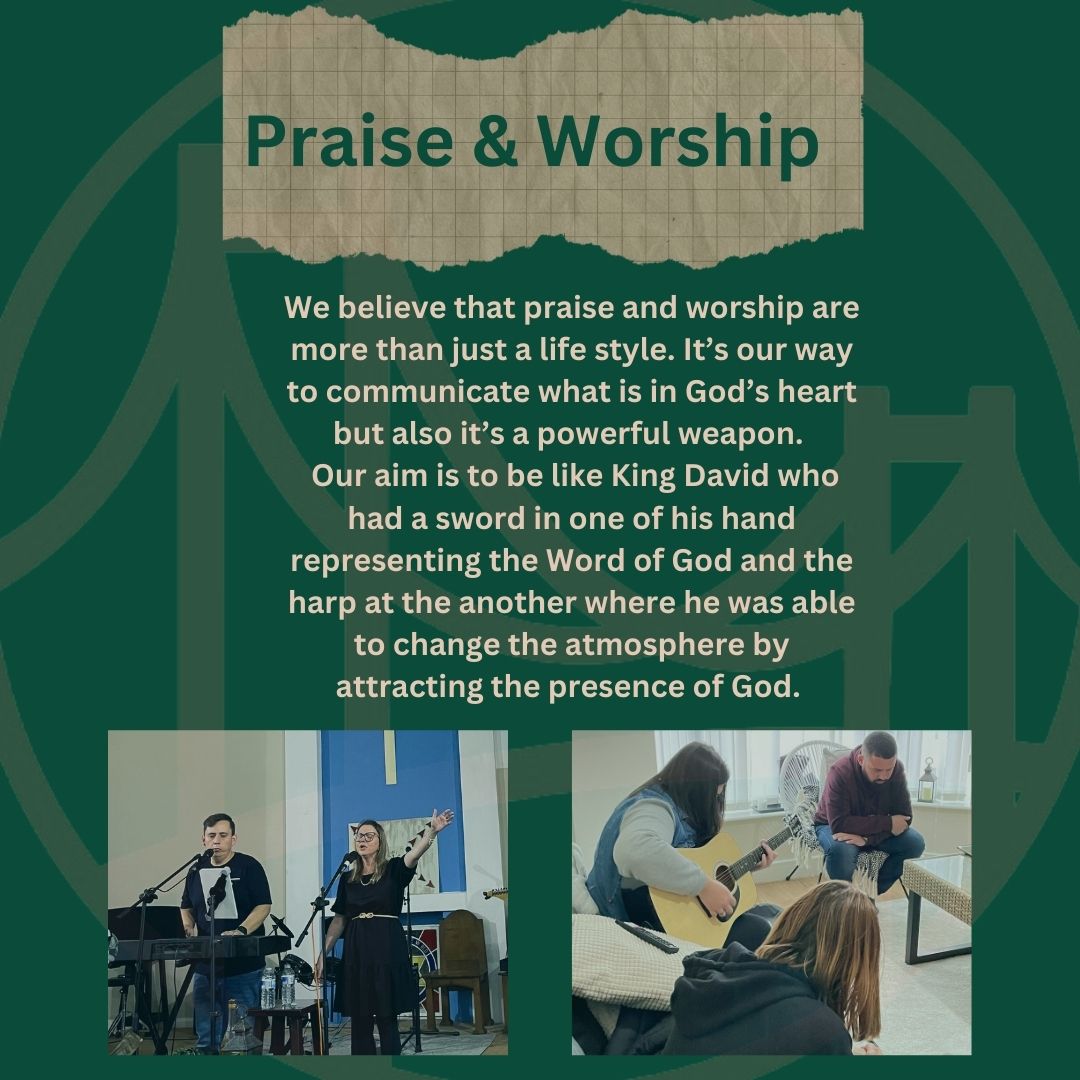 Praise & Worship
We believe that praise and worship are
more than just a life style. It’s our way
to communicate what is in God’s heart
but also it’s a powerful weapon.
Our aim is to be like King David who
had a sword in one of his hand
representing the Word of God and the
harp at the another where he was able
to change the atmosphere by
attracting the presence of God.